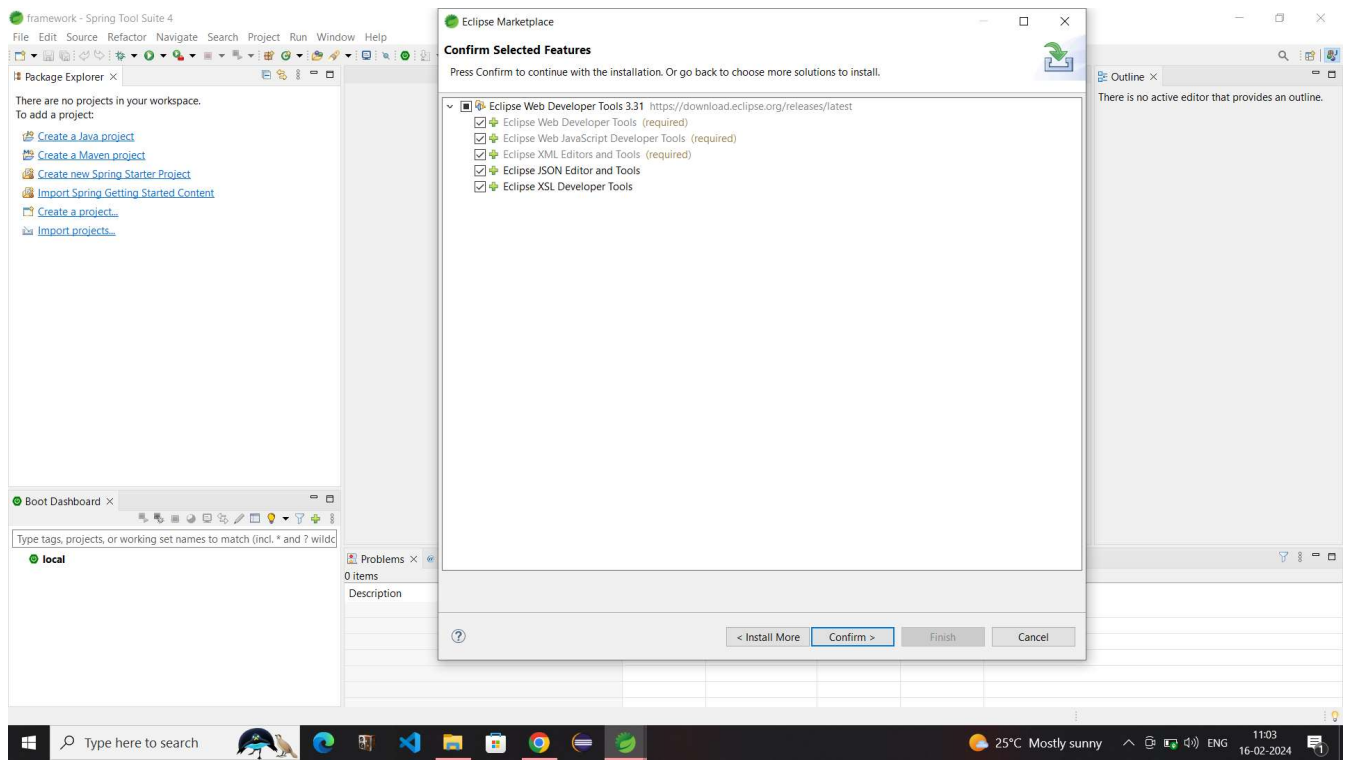 framework - Spring Tool Suite 4
File Edit Source Refactor Navigate Search Project Run Window Help
Package Explorer
There are no projects in your workspace.
To add a project:
Create a Java project
Create a Maven project
Create new Spring Starter Project
Import Spring Getting Started Content
Create a project...
Import projects...
Boot Dashboard
Type tags, projects, or working set names to match (incl. * and ? wildc
local
Problems
0 items
Description
Eclipse Marketplace
Confirm Selected Features
Press Confirm to continue with the installation. Or go back to choose more solutions to install.
Eclipse Web Developer Tools 3.31 https://download.eclipse.org/releases/latest
Eclipse Web Developer Tools (required)
Eclipse Web JavaScript Developer Tools (required)
Eclipse XML Editors and Tools (required)
Eclipse JSON Editor and Tools
Eclipse XSL Developer Tools
< Install More Confirm > Finish Cancel
Outline
There is no active editor that provides an outline.
Type here to search
25°C Mostly sunny
ENG
11:03
16-02-2024
1